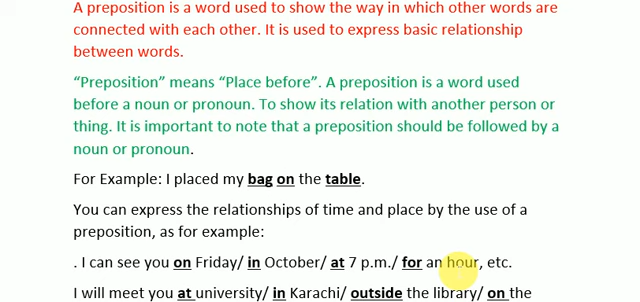 A preposition is a word used to show the way in which other words are
connected with each other. It is used to express basic relationship
between words.
“Preposition” means “Place before”. A preposition is a word used
before a noun or pronoun. To show its relation with another person or
thing. It is important to note that a preposition should be followed by a
noun or pronoun.
For Example: I placed my bag on the table.
You can express the relationships of time and place by the use of a
preposition, as for example:
. I can see you on Friday/ in October/ at 7 p.m./ for an hour, etc.
I will meet you at university/ in Karachi/ outside the library/ on the